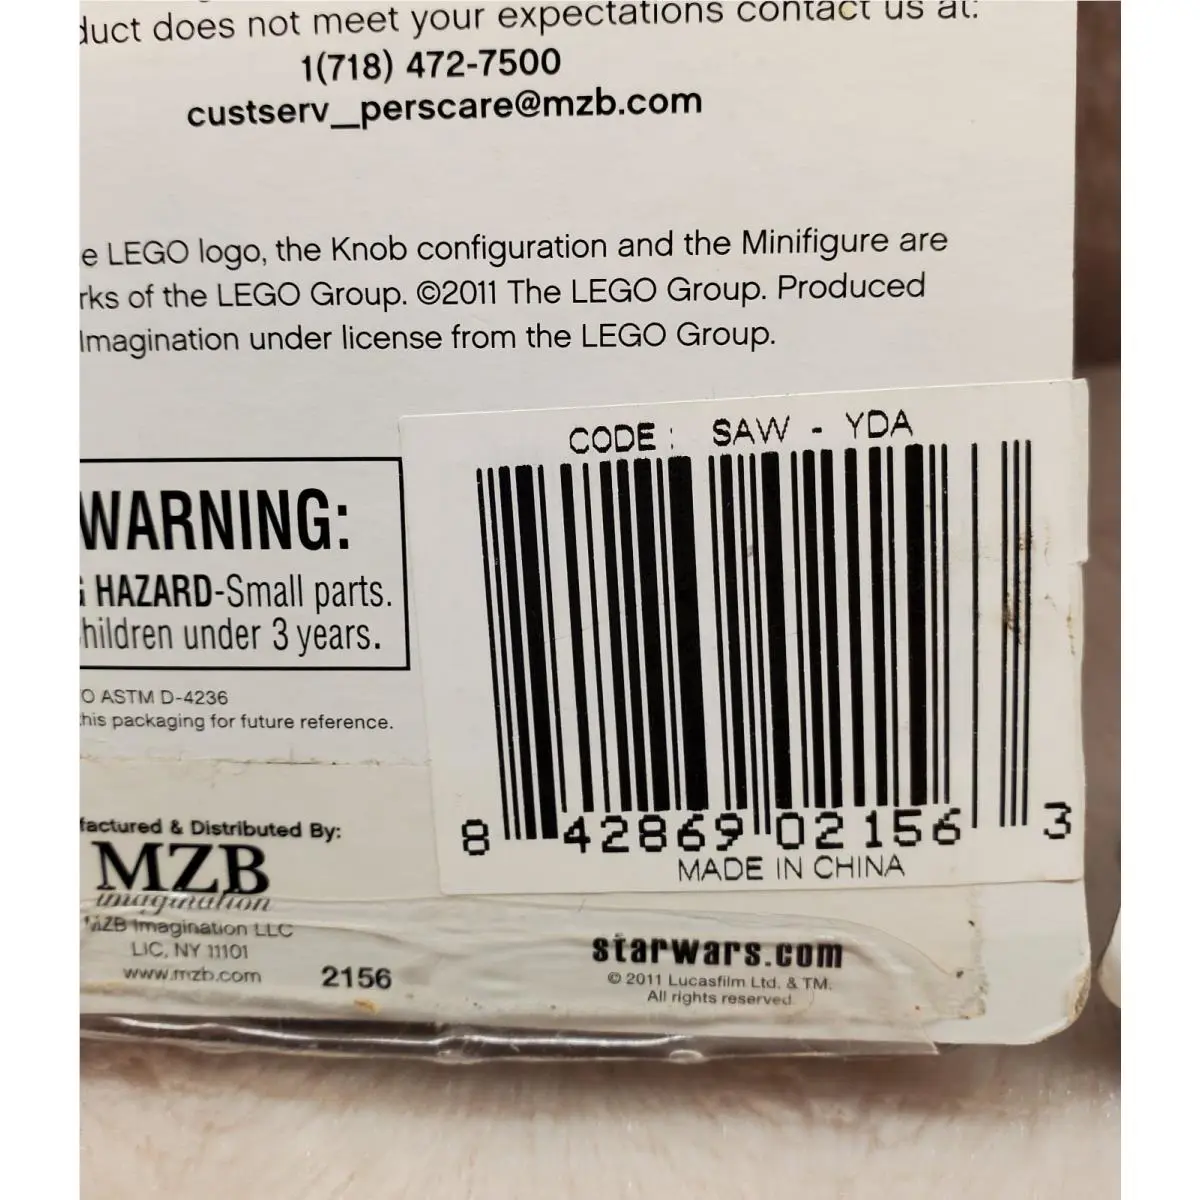 duct does not meet your expectations contact us at:
1(718) 472-7500
custserv_perscare@mzb.com
e LEGO logo, the Knob configuration and the Minifigure are
rks of the LEGO Group. ©2011 The LEGO Group. Produced
Imagination under license from the LEGO Group.
CODE: SAW - YDA
WARNING:
G HAZARD-Small parts.
hildren under 3 years.
O ASTM D-4236
his packaging for future reference.
8 42869 02156 3
MADE IN CHINA
factured & Distributed By:
MZB
imagination
MZB Imagination LLC
LIC, NY 11101
www.mzb.com
2156
starwars.com
© 2011 Lucasfilm Ltd. & TM.
All rights reserved.